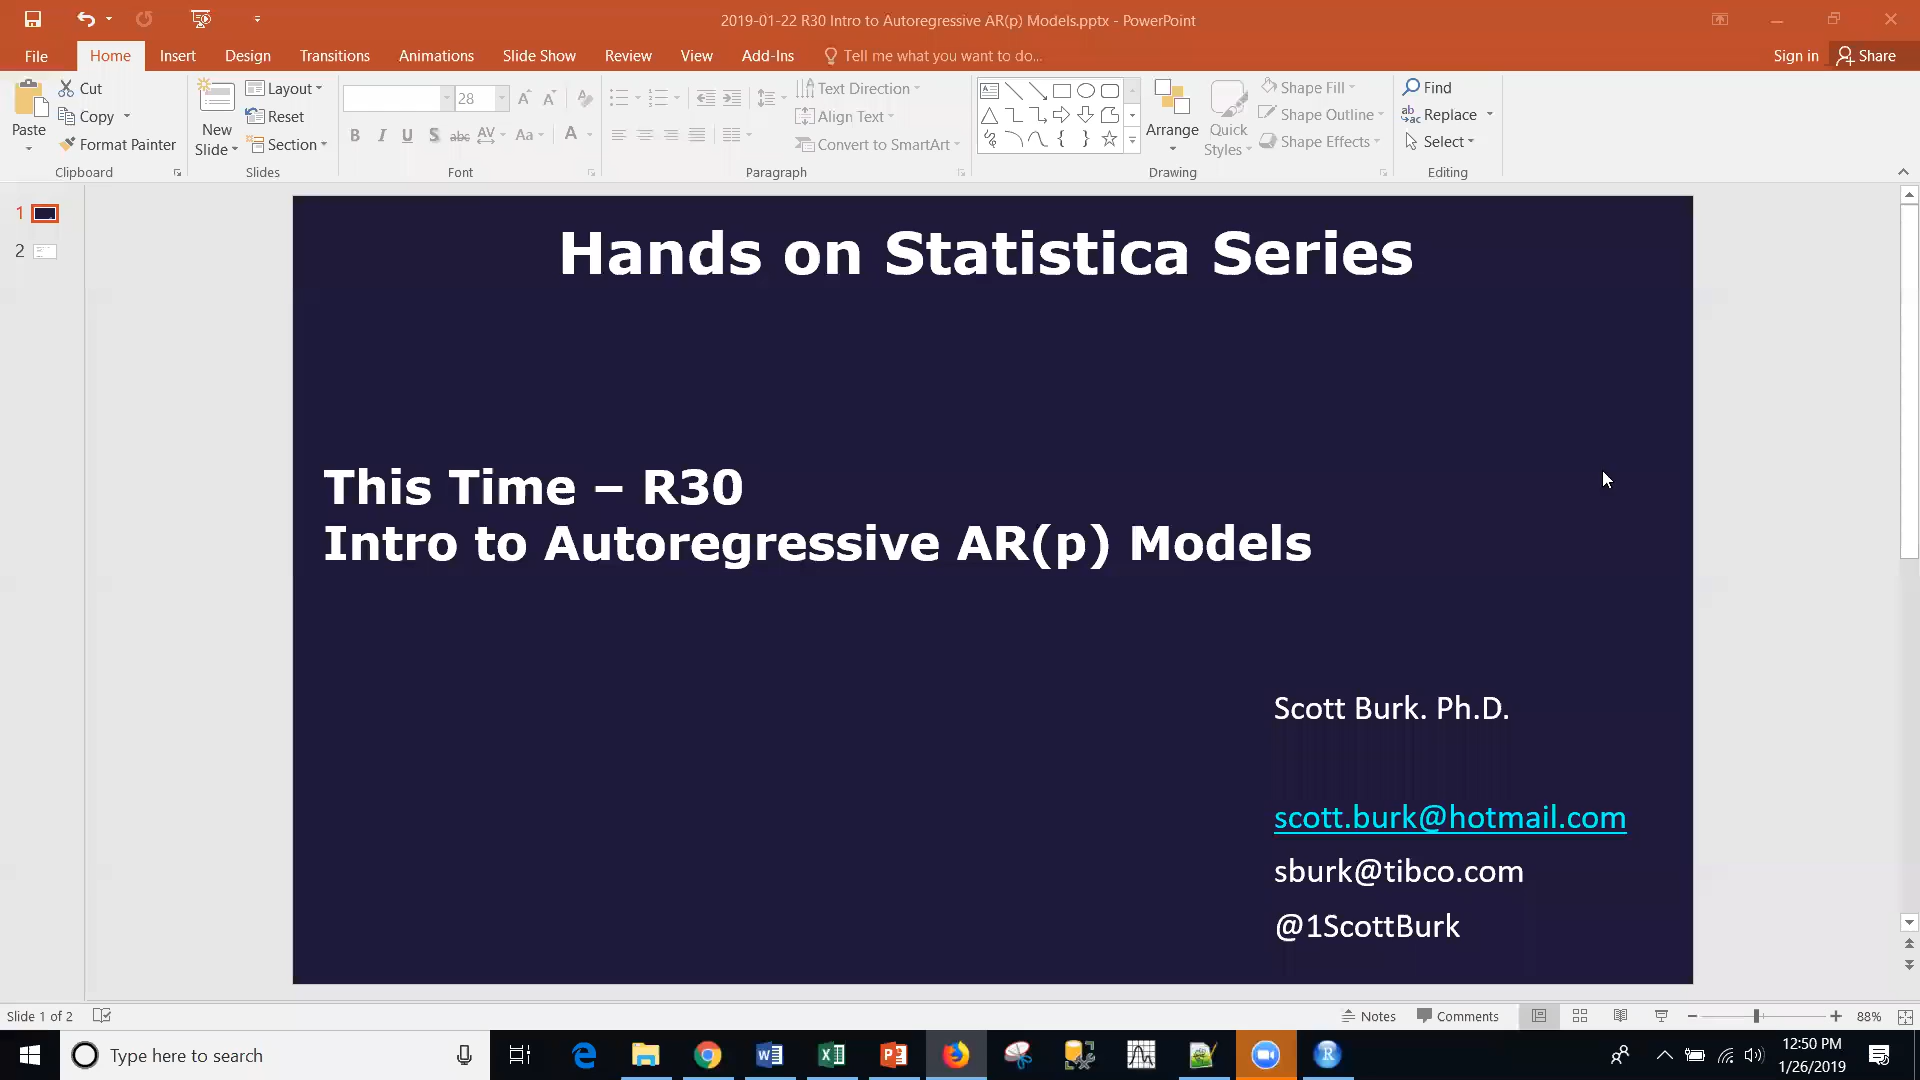 2019-01-22 R30 Intro to Autoregressive AR(p) Models.pptx - PowerPoint
File Home Insert Design Transitions Animations Slide Show Review View Add-Ins Tell me what you want to do... Sign in Share
Paste
Cut
Copy
Format Painter
Clipboard
New Slide
Layout
Reset
Section
Slides
28
B I U S abc AV Aa A
Font
Text Direction
Align Text
Convert to SmartArt
Paragraph
Arrange
Quick Styles
Shape Fill
Shape Outline
Shape Effects
Drawing
Find
Replace
Select
Editing
1
2
Hands on Statistica Series
This Time – R30
Intro to Autoregressive AR(p) Models
Scott Burk. Ph.D.
scott.burk@hotmail.com
sburk@tibco.com
@1ScottBurk
Slide 1 of 2
Notes Comments 88%
Type here to search
12:50 PM
1/26/2019